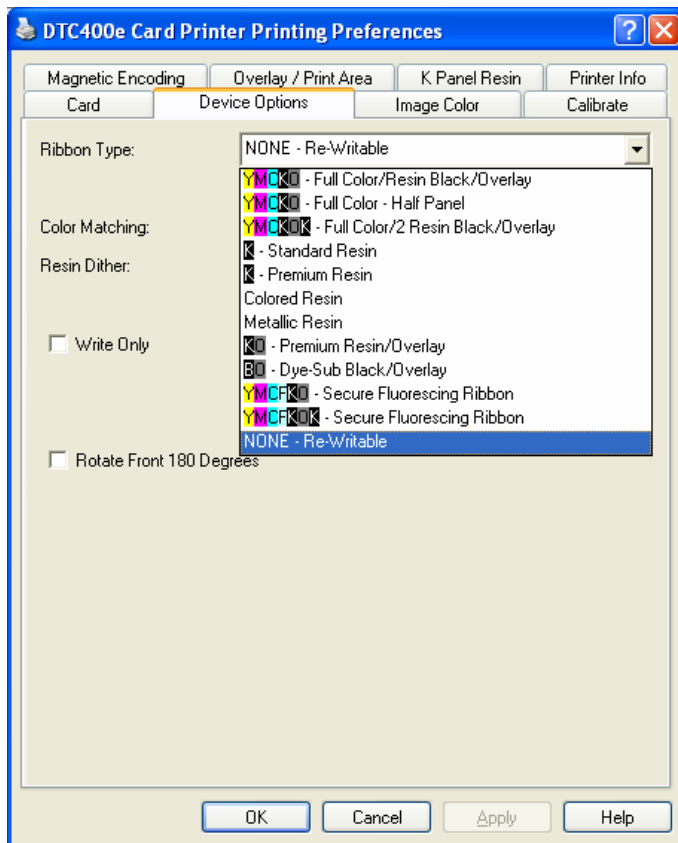 DTC400e Card Printer Printing Preferences
Magnetic Encoding
Overlay / Print Area
K Panel Resin
Printer Info
Card
Device Options
Image Color
Calibrate
Ribbon Type:
NONE - Re-Writable
YMCKO - Full Color/Resin Black/Overlay
YMCKO - Full Color - Half Panel
Color Matching:
YMCKOK - Full Color/2 Resin Black/Overlay
K - Standard Resin
Resin Dither:
K - Premium Resin
Colored Resin
Metallic Resin
Write Only
KO - Premium Resin/Overlay
BO - Dye-Sub Black/Overlay
YMCFKO - Secure Fluorescing Ribbon
YMCFKOK - Secure Fluorescing Ribbon
NONE - Re-Writable
Rotate Front 180 Degrees
OK
Cancel
Apply
Help